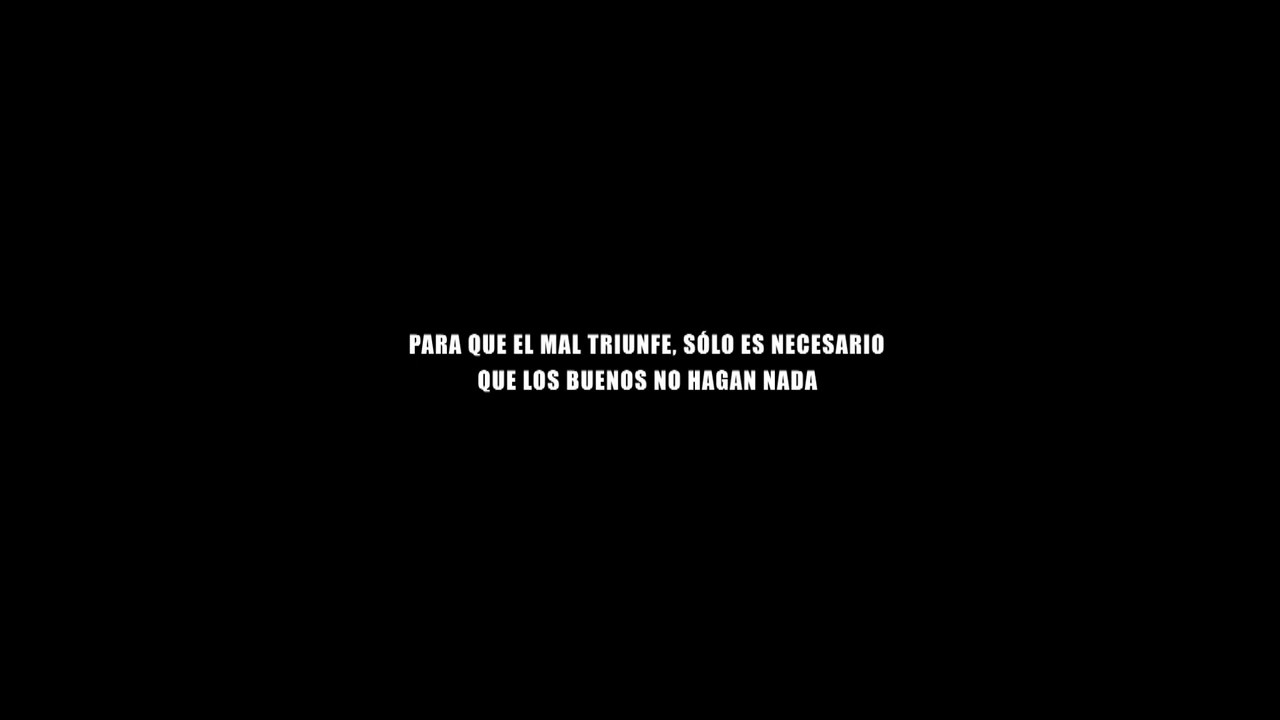 PARA QUE EL MAL TRIUNFE, SÓLO ES NECESARIO
QUE LOS BUENOS NO HAGAN NADA